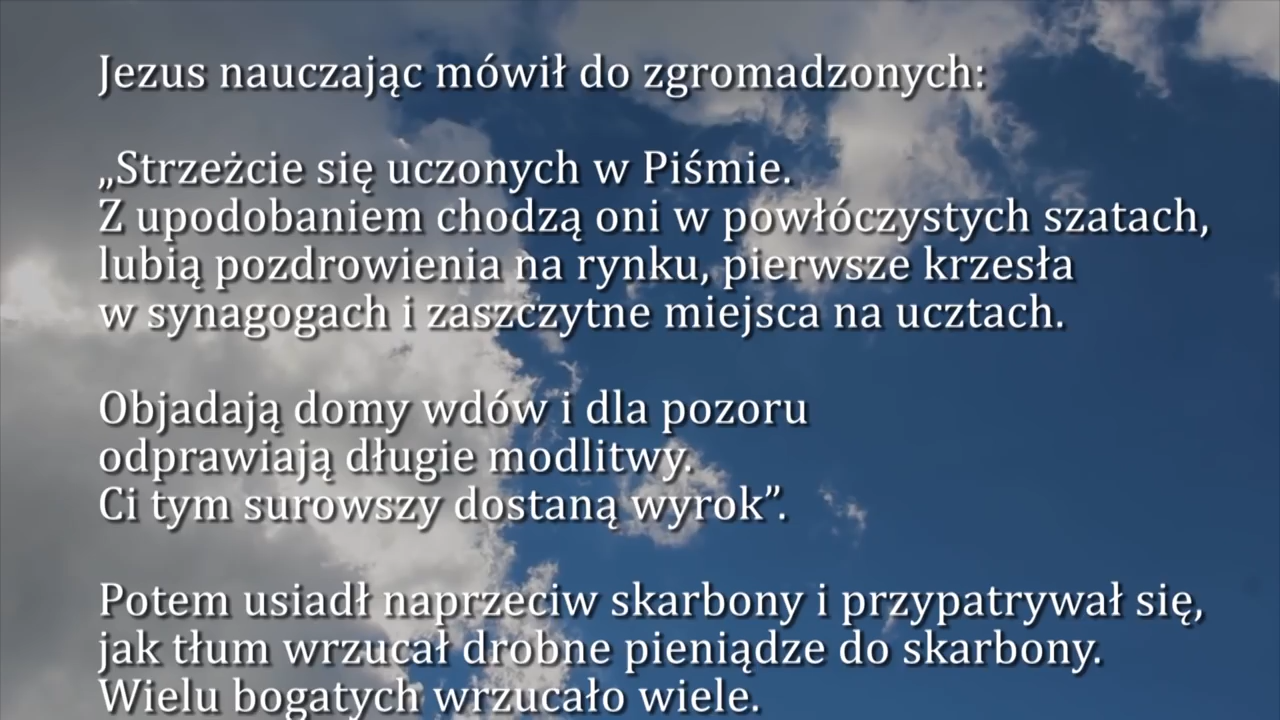 Jezus nauczając mówił do zgromadzonych:
„Strzeżcie się uczonych w Piśmie.
Z upodobaniem chodzą oni w powłóczystych szatach,
lubią pozdrowienia na rynku, pierwsze krzesła
w synagogach i zaszczytne miejsca na ucztach.
Objadają domy wdów i dla pozoru
odprawiają długie modlitwy.
Ci tym surowszy dostaną wyrok”.
Potem usiadł naprzeciw skarbony i przypatrywał się,
jak tłum wrzucał drobne pieniądze do skarbony.
Wielu bogatych wrzucało wiele.